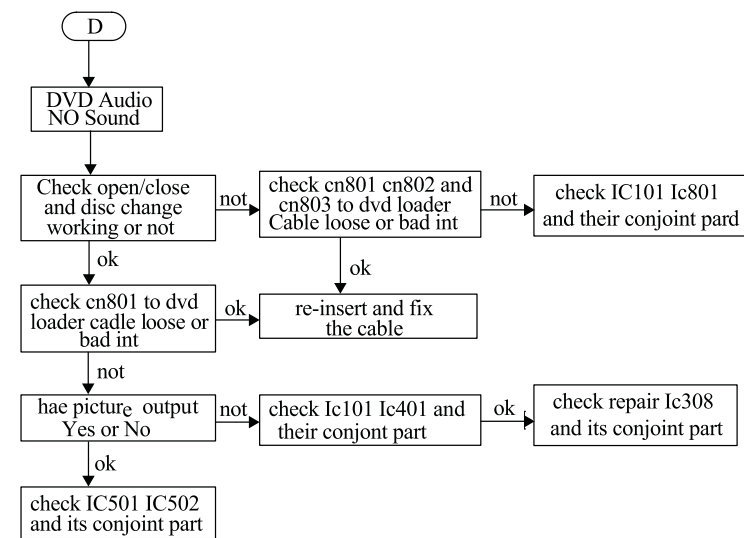 D
DVD Audio
NO Sound
Check open/close
and disc change
working or not
not
check cn801 cn802 and
cn803 to dvd loader
Cable loose or bad int
not
check IC101 Ic801
and their conjoint pard
ok
ok
check cn801 to dvd
loader cadle loose or
bad int
ok
re-insert and fix
the cable
not
hae picture output
Yes or No
not
check Ic101 Ic401 and
their conjont part
ok
check repair Ic308
and its conjoint part
ok
check IC501 IC502
and its conjoint part